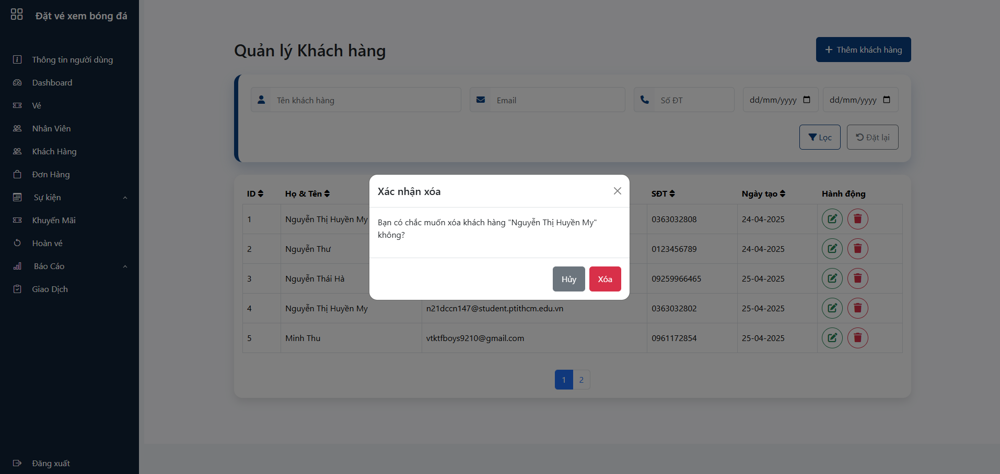 Đặt vé xem bóng đá
Thông tin người dùng
Dashboard
Vé
Nhân Viên
Khách Hàng
Đơn Hàng
Sự kiện
Khuyến Mãi
Hoàn vé
Báo Cáo
Giao Dịch
Đăng xuất
Quản lý Khách hàng
Thêm khách hàng
Tên khách hàng Email Số ĐT dd/mm/yyyy dd/mm/yyyy
Lọc Đặt lại
ID Họ & Tên SĐT Ngày tạo Hành động
1 Nguyễn Thị Huyền My 0363032808 24-04-2025
2 Nguyễn Thư 0123456789 24-04-2025
3 Nguyễn Thái Hà 09259966465 25-04-2025
4 Nguyễn Thị Huyền My n21dccn147@student.ptithcm.edu.vn 0363032802 25-04-2025
5 Minh Thu vtktfboys9210@gmail.com 0961172854 25-04-2025
1 2
Xác nhận xóa
Bạn có chắc muốn xóa khách hàng "Nguyễn Thị Huyền My"
không?
Hủy Xóa